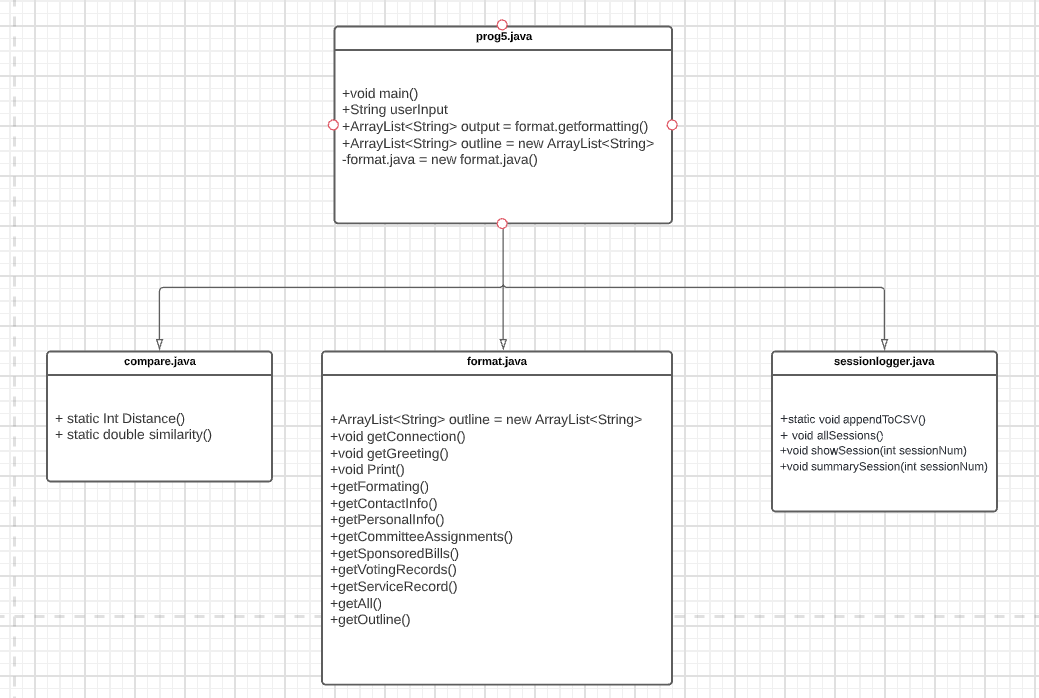 prog5.java
+void main()
+String userInput
+ArrayList<String> output = format.getformatting()
+ArrayList<String> outline = new ArrayList<String>
-format.java = new format.java()
compare.java
+ static Int Distance()
+ static double similarity()
format.java
+ArrayList<String> outline = new ArrayList<String>
+void getConnection()
+void getGreeting()
+void Print()
+getFormating()
+getContactInfo()
+getPersonalInfo()
+getCommitteeAssignments()
+getSponsoredBills()
+getVotingRecords()
+getServiceRecord()
+getAll()
+getOutline()
sessionlogger.java
+static void appendToCSV()
+ void allSessions()
+void showSession(int sessionNum)
+void summarySession(int sessionNum)